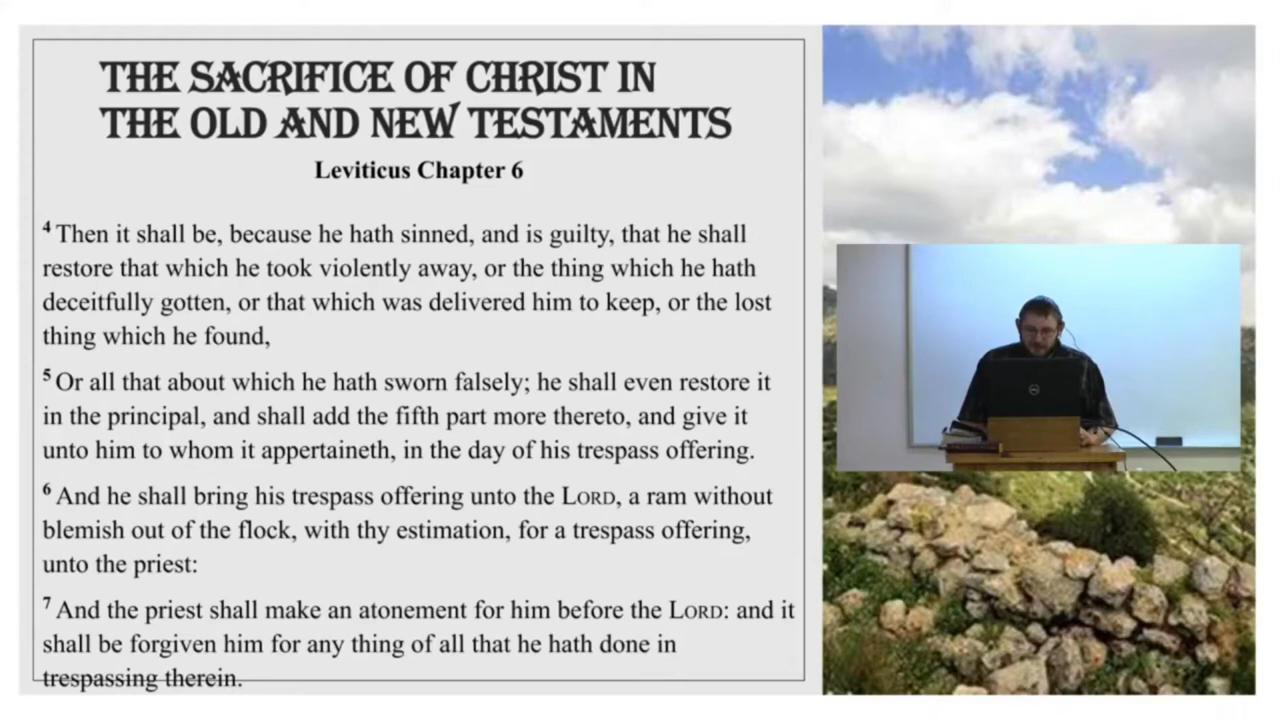 THE SACRIFICE OF CHRIST IN
THE OLD AND NEW TESTAMENTS
Leviticus Chapter 6
4 Then it shall be, because he hath sinned, and is guilty, that he shall
restore that which he took violently away, or the thing which he hath
deceitfully gotten, or that which was delivered him to keep, or the lost
thing which he found,
5 Or all that about which he hath sworn falsely; he shall even restore it
in the principal, and shall add the fifth part more thereto, and give it
unto him to whom it appertaineth, in the day of his trespass offering.
6 And he shall bring his trespass offering unto the LORD, a ram without
blemish out of the flock, with thy estimation, for a trespass offering,
unto the priest:
7 And the priest shall make an atonement for him before the LORD: and it
shall be forgiven him for any thing of all that he hath done in
trespassing therein.
DELL